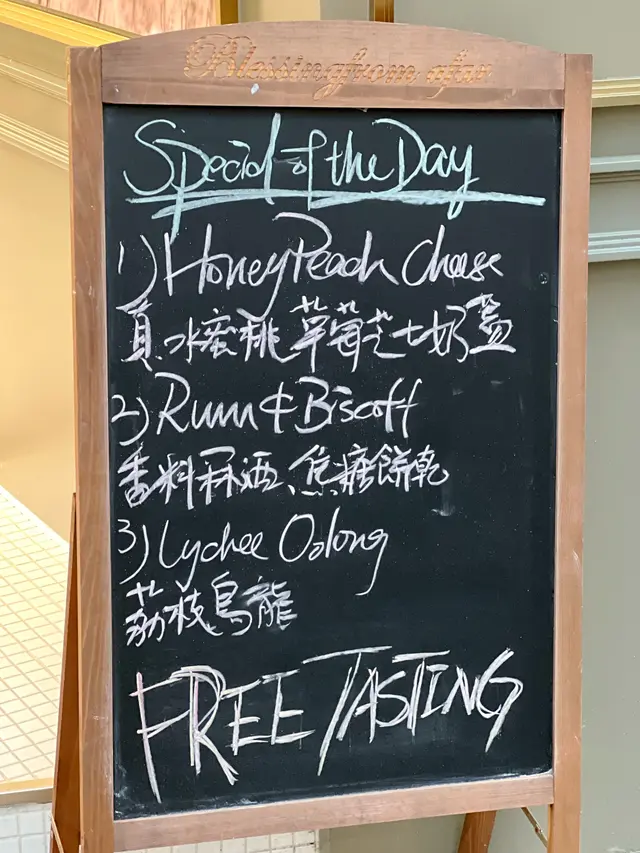 Blessingfrom afar
Special of the Day
1) Honey Peach Cheese
真水蜜桃草莓芝士奶蓋
2) Rum & Biscoff
香料冧酒、焦糖餅乾
3) Lychee Oolong
荔枝烏龍
FREE TASTING